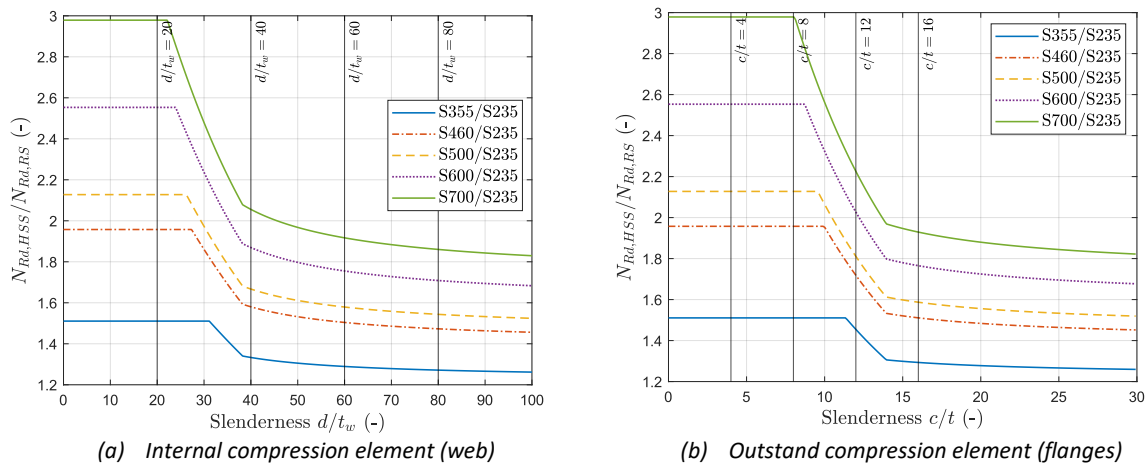 3
2.8
2.6
2.4
2.2
2
1.8
1.6
1.4
1.2
N_{Rd,HSS}/N_{Rd,RS} (-)
d/t_w = 20
d/t_w = 40
d/t_w = 60
d/t_w = 80
S355/S235
S460/S235
S500/S235
S600/S235
S700/S235
0 10 20 30 40 50 60 70 80 90 100
Slenderness d/t_w (-)
(a) Internal compression element (web)
3
2.8
2.6
2.4
2.2
2
1.8
1.6
1.4
1.2
N_{Rd,HSS}/N_{Rd,RS} (-)
c/t = 4
c/t = 8
c/t = 12
c/t = 16
S355/S235
S460/S235
S500/S235
S600/S235
S700/S235
0 5 10 15 20 25 30
Slenderness c/t (-)
(b) Outstand compression element (flanges)